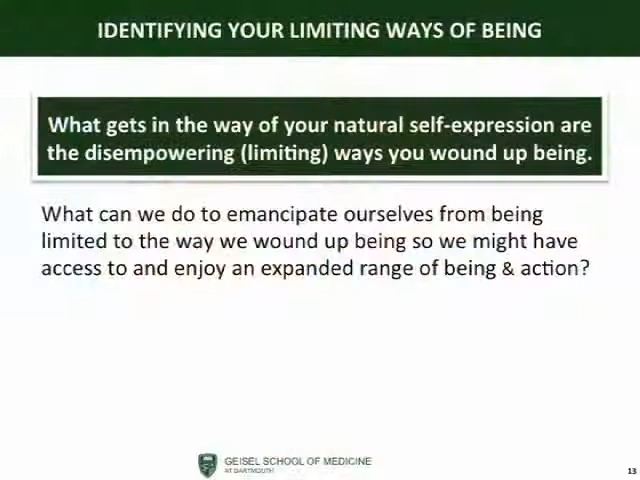 IDENTIFYING YOUR LIMITING WAYS OF BEING
What gets in the way of your natural self-expression are
the disempowering (limiting) ways you wound up being.
What can we do to emancipate ourselves from being
limited to the way we wound up being so we might have
access to and enjoy an expanded range of being & action?
GEISEL SCHOOL OF MEDICINE
AT DARTMOUTH
13